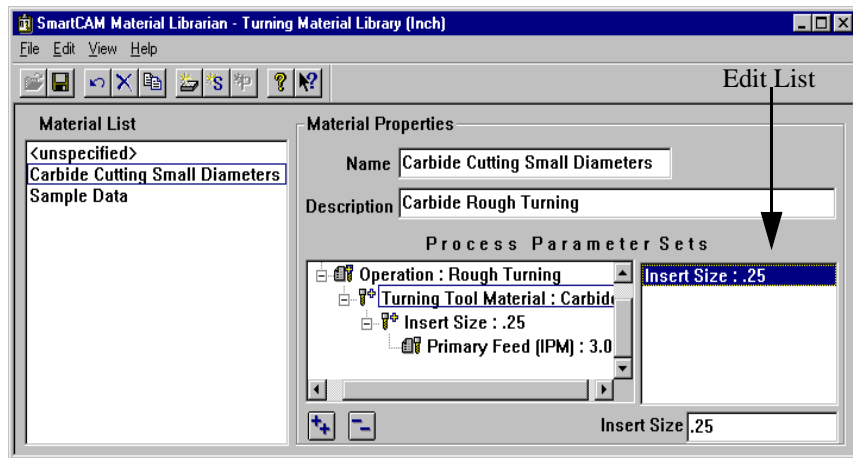 SmartCAM Material Librarian - Turning Material Library (Inch)
File Edit View Help
Edit List
Material List
<unspecified>
Carbide Cutting Small Diameters
Sample Data
Material Properties
Name Carbide Cutting Small Diameters
Description Carbide Rough Turning
Process Parameter Sets
Operation : Rough Turning
Turning Tool Material : Carbide
Insert Size : .25
Primary Feed (IPM) : 3.0
Insert Size : .25
Insert Size .25